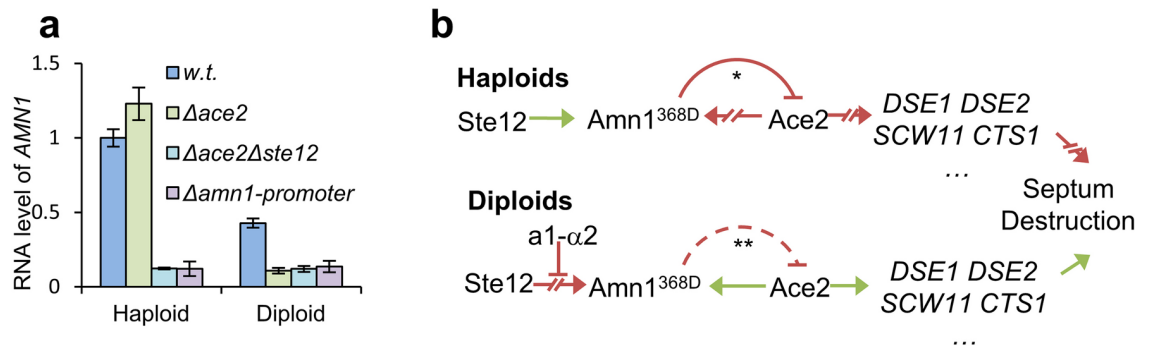 a
RNA level of AMN1
1.5
1
0.5
0
w.t.
Δace2
Δace2Δste12
Δamn1-promoter
Haploid
Diploid
b
Haploids
*
Ste12
Amn1368D
Ace2
DSE1 DSE2
SCW11 CTS1
...
Septum
Destruction
Diploids
a1-α2
**
Ste12
Amn1368D
Ace2
DSE1 DSE2
SCW11 CTS1
...